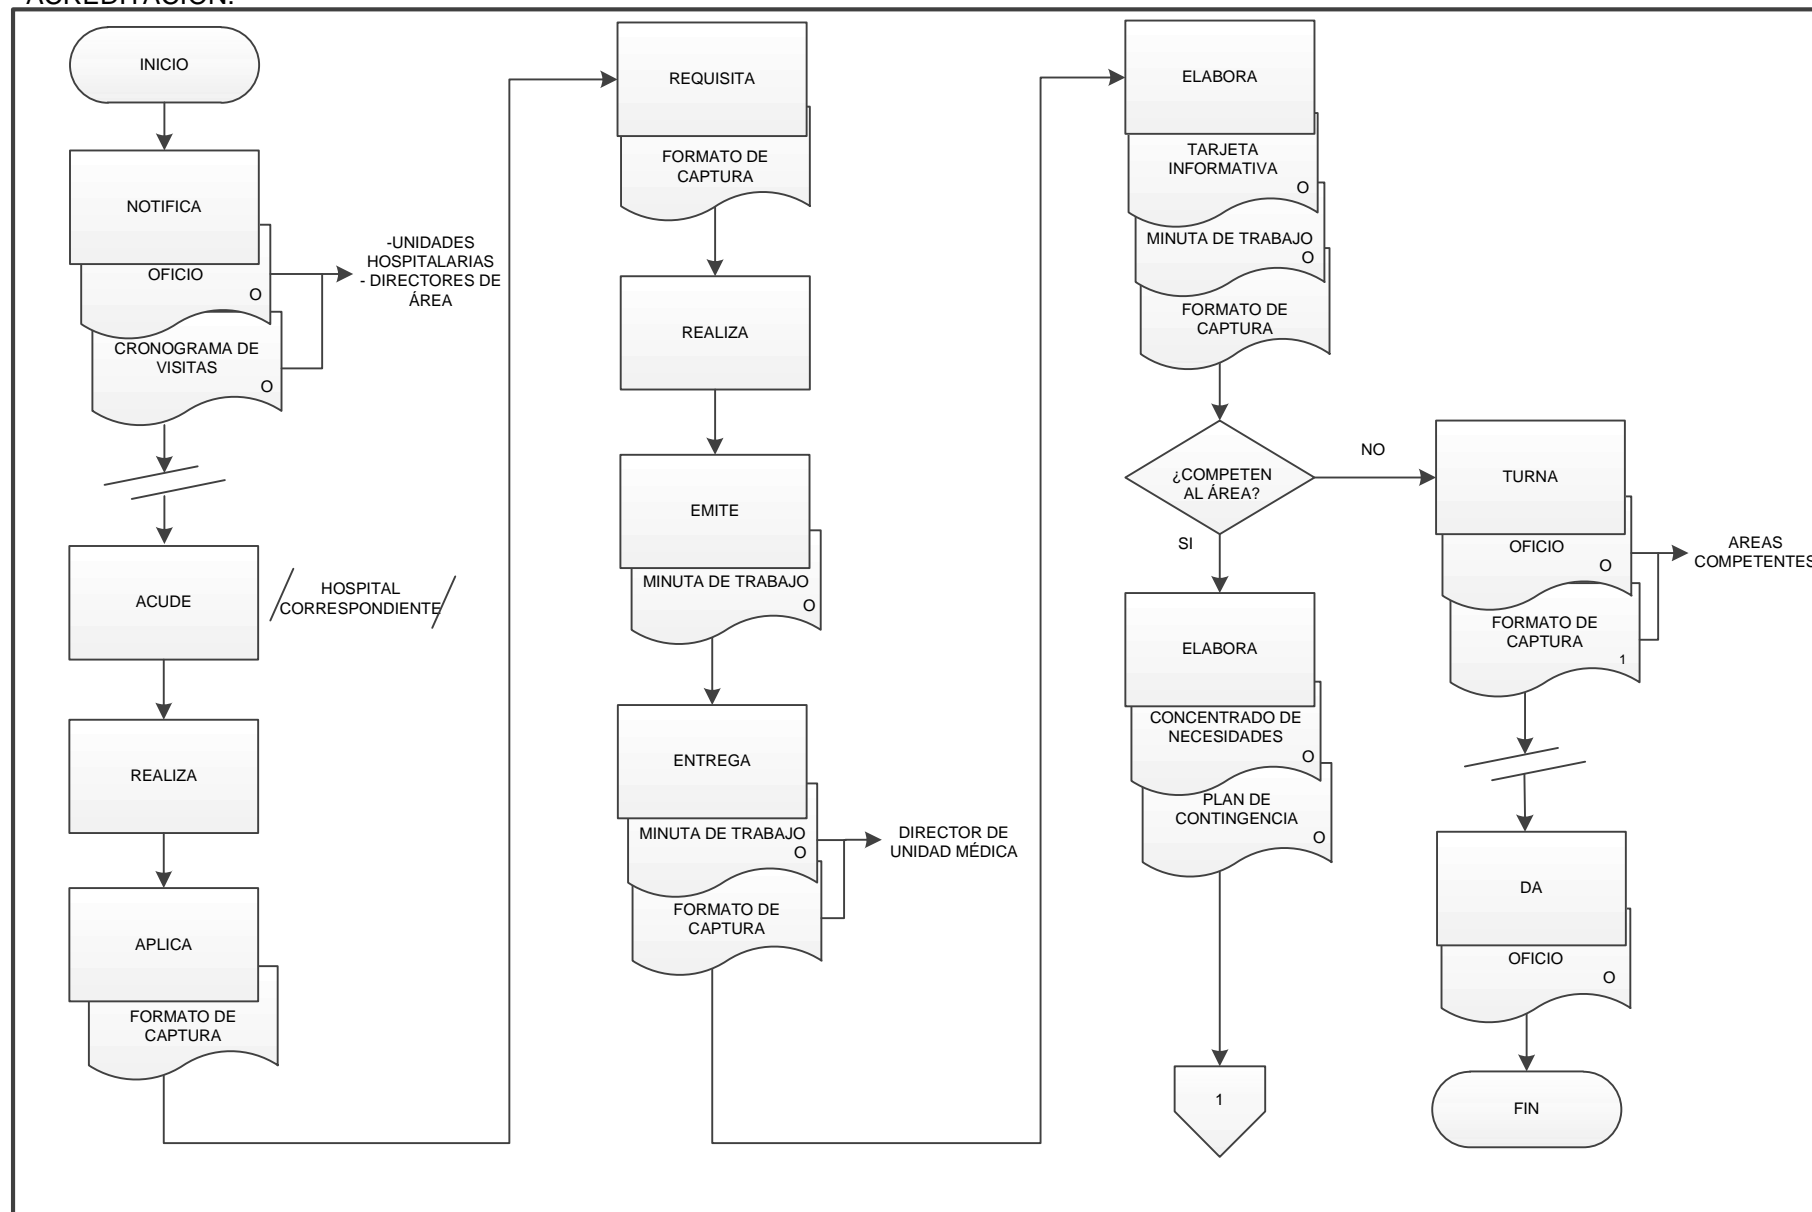 ACREDITACIÓN.
INICIO
NOTIFICA
OFICIO
O
CRONOGRAMA DE
VISITAS
O
-UNIDADES
HOSPITALARIAS
- DIRECTORES DE
ÁREA
ACUDE
HOSPITAL
CORRESPONDIENTE
REALIZA
APLICA
FORMATO DE
CAPTURA
REQUISITA
FORMATO DE
CAPTURA
REALIZA
EMITE
MINUTA DE TRABAJO
O
ENTREGA
MINUTA DE TRABAJO
O
FORMATO DE
CAPTURA
DIRECTOR DE
UNIDAD MÉDICA
ELABORA
TARJETA
INFORMATIVA
O
MINUTA DE TRABAJO
O
FORMATO DE
CAPTURA
¿COMPETEN
AL ÁREA?
NO
SI
ELABORA
CONCENTRADO DE
NECESIDADES
O
PLAN DE
CONTINGENCIA
O
1
TURNA
OFICIO
O
FORMATO DE
CAPTURA
1
AREAS
COMPETENTES
DA
OFICIO
O
FIN